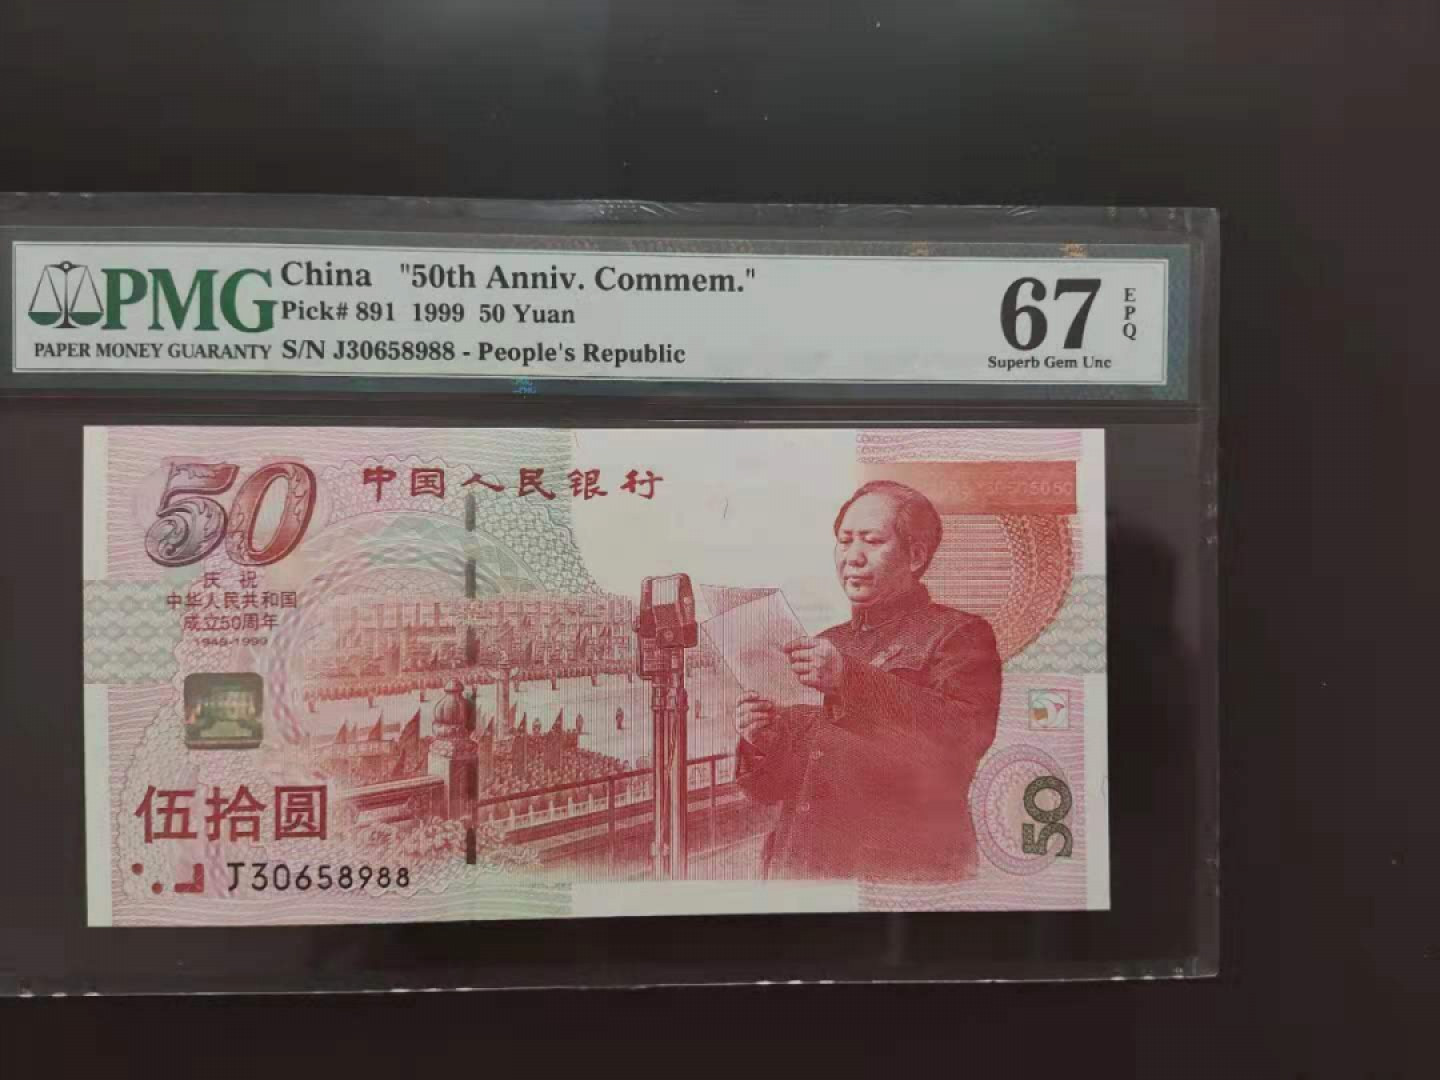 PMG
PAPER MONEY GUARANTY
China "50th Anniv. Commem."
Pick# 891 1999 50 Yuan
S/N J30658988 - People's Republic
67
EPQ
Superb Gem Unc
50
中国人民银行
庆祝
中华人民共和国
成立50周年
1949-1999
伍拾圆
J30658988
50